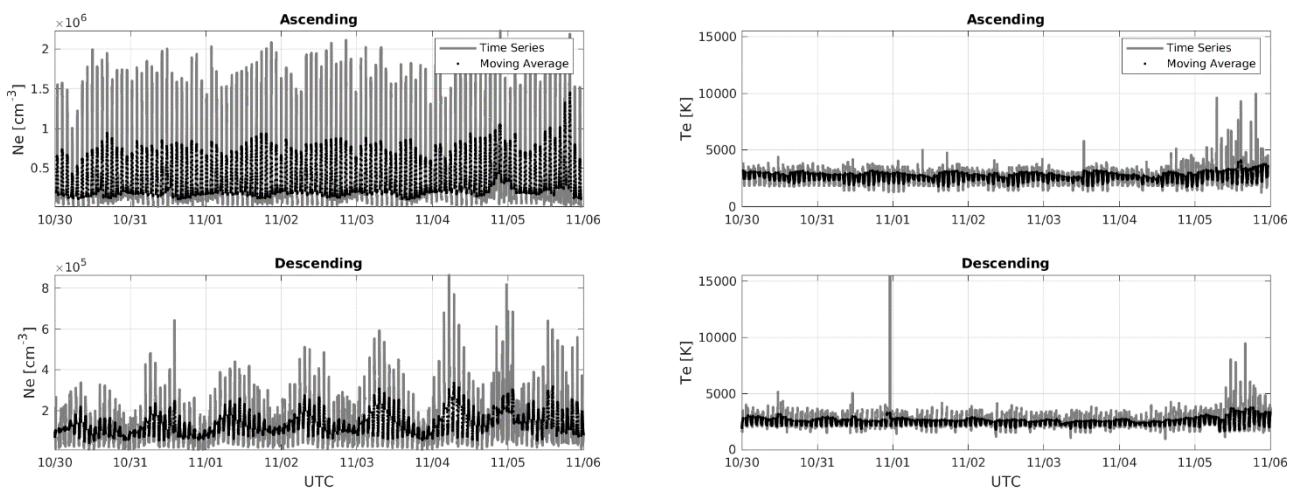 Ascending
×10⁶
Ne [cm⁻³]
2
1.5
1
0.5
Time Series
Moving Average
10/30 10/31 11/01 11/02 11/03 11/04 11/05 11/06
Ascending
Te [K]
15000
10000
5000
0
Time Series
Moving Average
10/30 10/31 11/01 11/02 11/03 11/04 11/05 11/06
Descending
×10⁵
Ne [cm⁻³]
8
6
4
2
10/30 10/31 11/01 11/02 11/03 11/04 11/05 11/06
UTC
Descending
Te [K]
15000
10000
5000
0
10/30 10/31 11/01 11/02 11/03 11/04 11/05 11/06
UTC